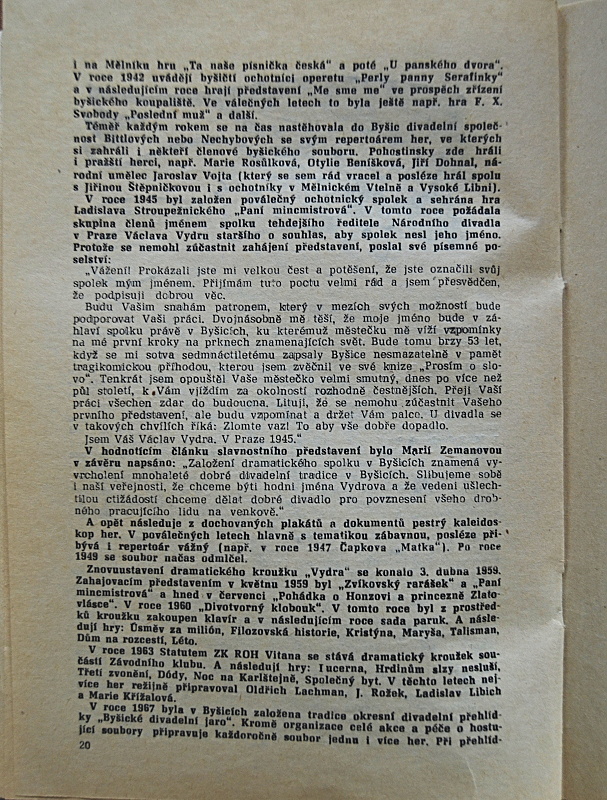 i na Mělníku hru „Ta naše písnička česká“ a poté „U panského dvora“.
V roce 1942 uvádějí byšičtí ochotníci operetu „Perly panny Serafinky“
a v následujícím roce hrají představení „Me sme me“ ve prospěch zřízení
byšického koupaliště. Ve válečných letech to byla ještě např. hra F. X.
Svobody „Poslední muž“ a další.
Téměř každým rokem se na čas nastěhovala do Byšic divadelní společ-
nost Bittlových nebo Nechybových se svým repertoárem her, ve kterých
si zahráli i někteří členové byšického souboru. Pohostinsky zde hráli
i pražští herci, např. Marie Rosůlková, Otylie Beníšková, Jiří Dohnal, ná-
rodní umělec Jaroslav Vojta (který se sem rád vracel a posléze hrál spolu
s Jiřinou Štěpničkovou i s ochotníky v Mělnickém Vtelně a Vysoké Libni).
V roce 1945 byl založen poválečný ochotnický spolek a sehrána hra
Ladislava Stroupežnického „Paní mincmistrová“. V tomto roce požádala
skupina členů jménem spolku tehdejšího ředitele Národního divadla
v Praze Václava Vydru staršího o souhlas, aby spolek nesl jeho jméno.
Protože se nemohl zúčastnit zahájení představení, poslal své písemné po-
selství:
„Vážení! Prokázali jste mi velkou čest a potěšení, že jste označili svůj
spolek mým jménem. Přijímám tuto poctu velmi rád a jsem přesvědčen,
že podpisuji dobrou věc.
Budu Vašim snahám patronem, který v mezích svých možností bude
podporovat Vaši práci. Dvojnásobně mě těší, že moje jméno bude v zá-
hlaví spolku právě v Byšicích, ku kterémuž městečku mě víží vzpomínky
na mé první kroky na prknech znamenajících svět. Bude tomu brzy 53 let,
když se mi sotva sedmnáctiletému zapsaly Byšice nesmazatelně v pamět
tragikomickou příhodou, kterou jsem zvěčnil ve své knize „Prosím o slo-
vo“. Tenkrát jsem opouštěl Vaše městečko velmi smutný, dnes po více než
půl století, k Vám vjíždím za okolností rozhodně čestnějších. Přeji Vaší
práci všechen zdar do budoucna. Lituji, že se nemohu zúčastnit Vašeho
prvního představení, ale budu vzpomínat a držet Vám palce. U divadla se
v takových chvílích říká: Zlomte vaz! To aby vše dobře dopadlo.
Jsem Váš Václav Vydra. V Praze 1945.“
V hodnotícím článku slavnostního představení bylo Marií Zemanovou
v závěru napsáno: „Založení dramatického spolku v Byšicích znamená vy-
vrcholení mnohaleté dobré divadelní tradice v Byšicích. Slibujeme sobě
i naší veřejnosti, že chceme býti hodni jména Vydrova a že vedeni ušlech-
tilou ctižádostí chceme dělat dobré divadlo pro povznesení všeho drob-
ného pracujícího lidu na venkově.“
A opět následuje z dochovaných plakátů a dokumentů pestrý kaleidos-
kop her. V poválečných letech hlavně s tematikou zábavnou, posléze při-
bývá i repertoár vážný (např. v roce 1947 Čapkova „Matka“). Po roce
1949 se soubor načas odmlčel.
Znovuustavení dramatického kroužku „Vydra“ se konalo 3. dubna 1959.
Zahajovacím představením v květnu 1959 byl „Zvíkovský rarášek“ a „Paní
mincmistrová“ a hned v červenci „Pohádka o Honzovi a princezně Zlato-
vlásce“. V roce 1960 „Divotvorný klobouk“. V tomto roce byl z prostřed-
ků kroužku zakoupen klavír a v následujícím roce sada paruk. A násle-
dují hry: Úsměv za milión, Filozovská historie, Kristýna, Maryša, Talisman,
Dům na rozcestí, Léto.
V roce 1963 Statutem ZK ROH Vitana se stává dramatický kroužek sou-
částí Závodního klubu. A následují hry: Lucerna, Hrdinům slzy nesluší,
Třetí zvonění, Dódy, Noc na Karlštejně, Společný byt. V těchto letech nej-
více her režijně připravoval Oldřich Lachman, J. Rožek, Ladislav Libich
a Marie Křížalová.
V roce 1967 byla v Byšicích založena tradice okresní divadelní přehlíd-
ky „Byšické divadelní jaro“. Kromě organizace celé akce a péče o hostu-
jící soubory připravuje každoročně soubor jednu i více her. Při přehlíd-
20